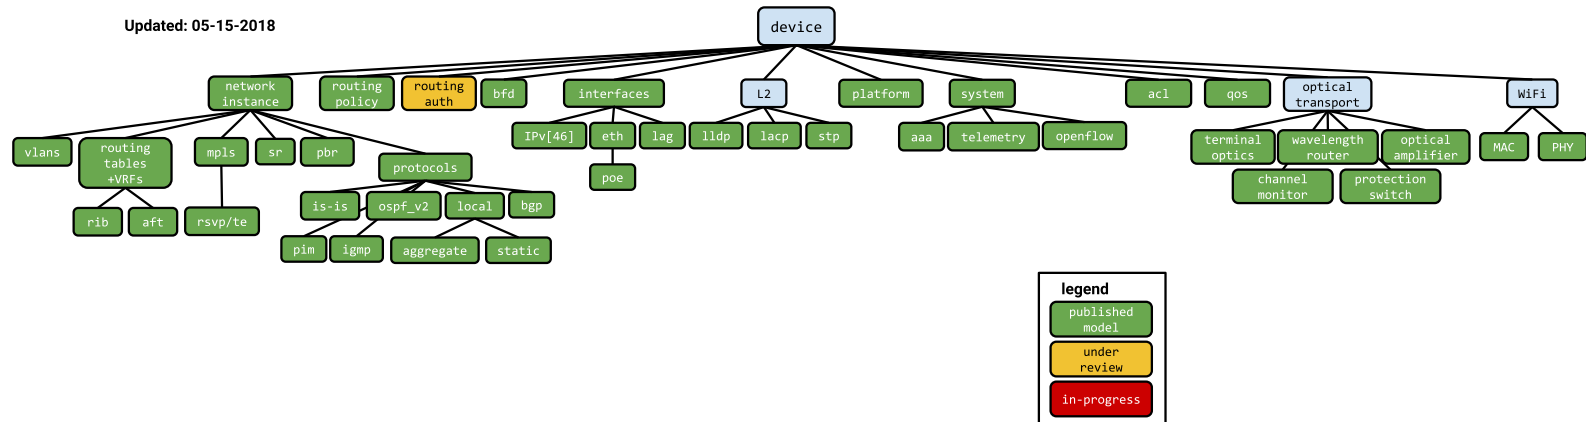 Updated: 05-15-2018
device
network
instance
routing
policy
routing
auth
bfd
interfaces
L2
platform
system
acl
qos
optical
transport
WiFi
vlans
routing
tables
+VRFs
mpls
sr
pbr
protocols
IPv[46]
eth
lag
lldp
lacp
stp
aaa
telemetry
openflow
terminal
optics
wavelength
router
optical
amplifier
MAC
PHY
poe
channel
monitor
protection
switch
rib
aft
rsvp/te
is-is
ospf_v2
local
bgp
pim
igmp
aggregate
static
legend
published
model
under
review
in-progress